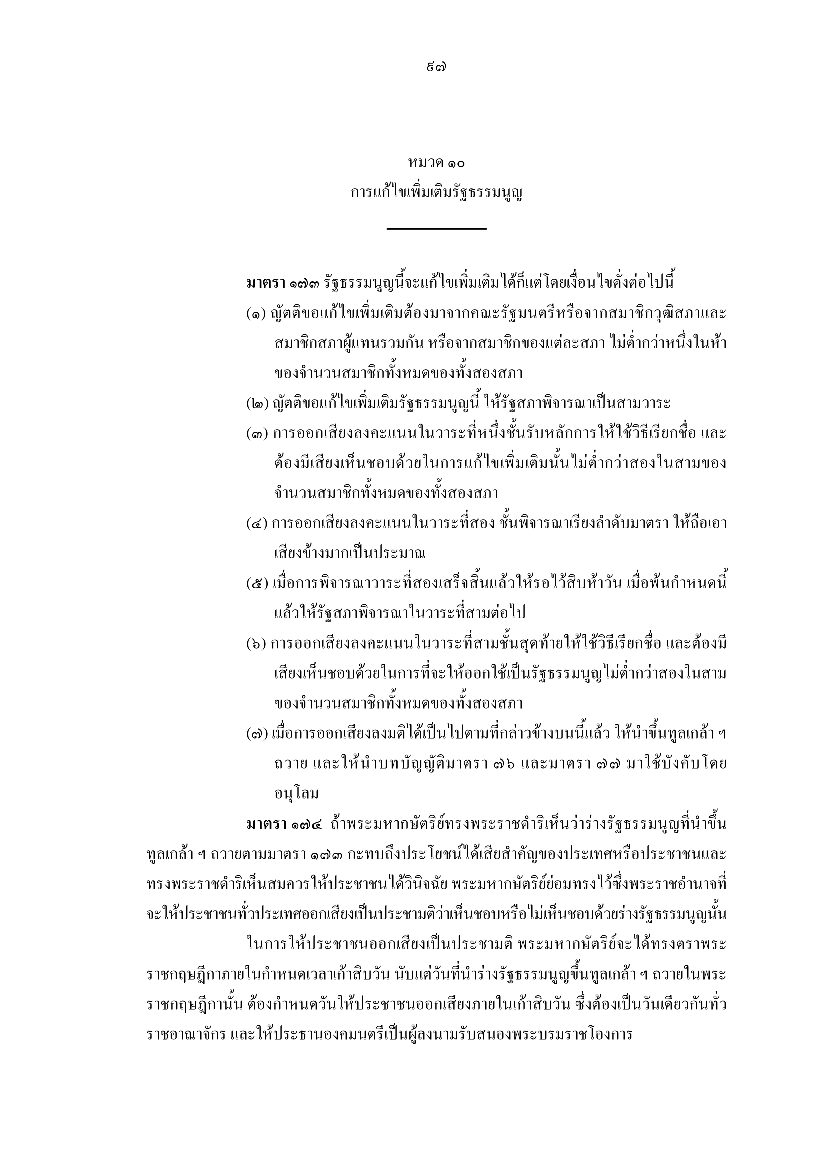 ๙๗
หมวด ๑๐
การแก้ไขเพิ่มเติมรัฐธรรมนูญ
มาตรา ๑๗๓ รัฐธรรมนูญนี้จะแก้ไขเพิ่มเติมได้ก็แต่โดยเงื่อนไขดั่งต่อไปนี้
(๑) ญัตติขอแก้ไขเพิ่มเติมต้องมาจากคณะรัฐมนตรีหรือจากสมาชิกวุฒิสภาและ
สมาชิกสภาผู้แทนรวมกัน หรือจากสมาชิกของแต่ละสภา ไม่ต่ำกว่าหนึ่งในห้า
ของจำนวนสมาชิกทั้งหมดของทั้งสองสภา
(๒) ญัตติขอแก้ไขเพิ่มเติมรัฐธรรมนูญนี้ ให้รัฐสภาพิจารณาเป็นสามวาระ
(๓) การออกเสียงลงคะแนนในวาระที่หนึ่งชั้นรับหลักการให้ใช้วิธีเรียกชื่อ และ
ต้องมีเสียงเห็นชอบด้วยในการแก้ไขเพิ่มเติมนั้นไม่ต่ำกว่าสองในสามของ
จำนวนสมาชิกทั้งหมดของทั้งสองสภา
(๔) การออกเสียงลงคะแนนในวาระที่สอง ชั้นพิจารณาเรียงลำดับมาตรา ให้ถือเอา
เสียงข้างมากเป็นประมาณ
(๕) เมื่อการพิจารณาวาระที่สองเสร็จสิ้นแล้วให้รอไว้สิบห้าวัน เมื่อพ้นกำหนดนี้
แล้วให้รัฐสภาพิจารณาในวาระที่สามต่อไป
(๖) การออกเสียงลงคะแนนในวาระที่สามชั้นสุดท้ายให้ใช้วิธีเรียกชื่อ และต้องมี
เสียงเห็นชอบด้วยในการที่จะให้ออกใช้เป็นรัฐธรรมนูญไม่ต่ำกว่าสองในสาม
ของจำนวนสมาชิกทั้งหมดของทั้งสองสภา
(๗) เมื่อการออกเสียงลงมติได้เป็นไปตามที่กล่าวข้างบนนี้แล้ว ให้นำขึ้นทูลเกล้า ฯ
ถวาย และให้นำบทบัญญัติมาตรา ๗๖ และมาตรา ๗๗ มาใช้บังคับโดย
อนุโลม
มาตรา ๑๗๔ ถ้าพระมหากษัตริย์ทรงพระราชดำริเห็นว่าร่างรัฐธรรมนูญที่นำขึ้น
ทูลเกล้า ฯ ถวายตามมาตรา ๑๗๓ กะทบถึงประโยชน์ได้เสียสำคัญของประเทศหรือประชาชนและ
ทรงพระราชดำริเห็นสมควรให้ประชาชนได้วินิจฉัย พระมหากษัตริย์ย่อมทรงไว้ซึ่งพระราชอำนาจที่
จะให้ประชาชนทั่วประเทศออกเสียงเป็นประชามติว่าเห็นชอบหรือไม่เห็นชอบด้วยร่างรัฐธรรมนูญนั้น
ในการให้ประชาชนออกเสียงเป็นประชามติ พระมหากษัตริย์จะได้ทรงตราพระ
ราชกฤษฎีกาภายในกำหนดเวลาเก้าสิบวัน นับแต่วันที่นำร่างรัฐธรรมนูญขึ้นทูลเกล้า ฯ ถวายในพระ
ราชกฤษฎีกานั้น ต้องกำหนดวันให้ประชาชนออกเสียงภายในเก้าสิบวัน ซึ่งต้องเป็นวันเดียวกันทั่ว
ราชอาณาจักร และให้ประธานองคมนตรีเป็นผู้ลงนามรับสนองพระบรมราชโองการ